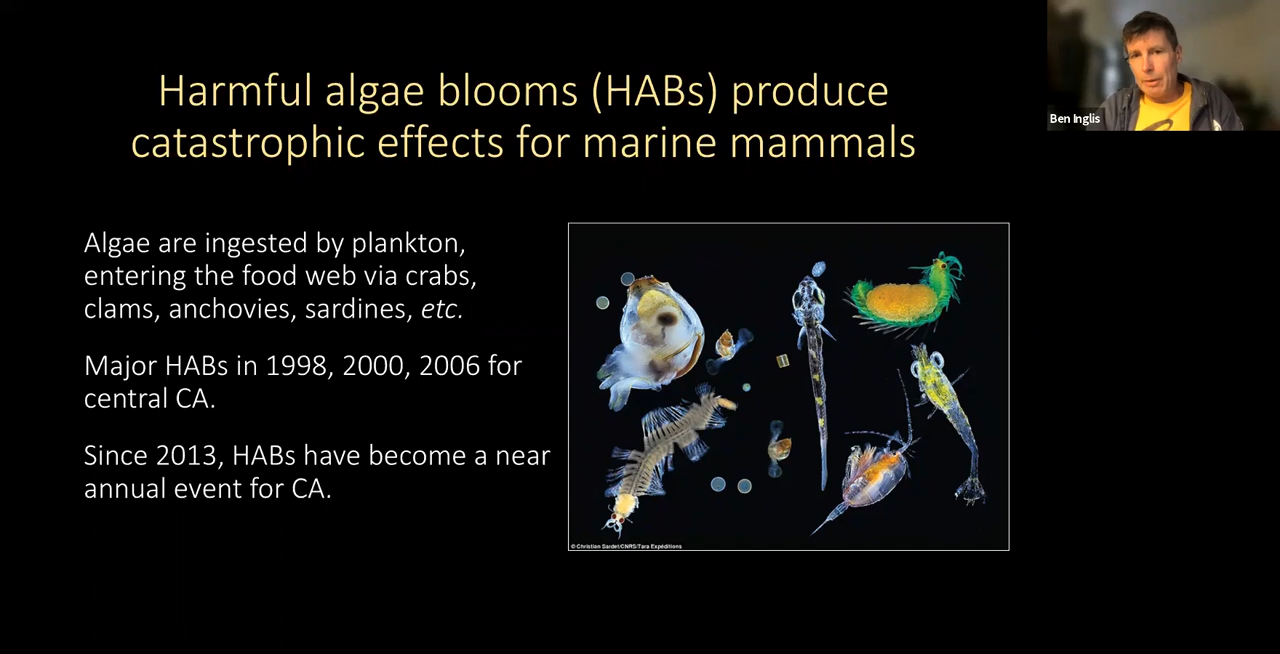 Harmful algae blooms (HABs) produce
catastrophic effects for marine mammals
Ben Inglis
Algae are ingested by plankton,
entering the food web via crabs,
clams, anchovies, sardines, etc.
Major HABs in 1998, 2000, 2006 for
central CA.
Since 2013, HABs have become a near
annual event for CA.
© Christian Sardet/CNRS/Tara Expéditions